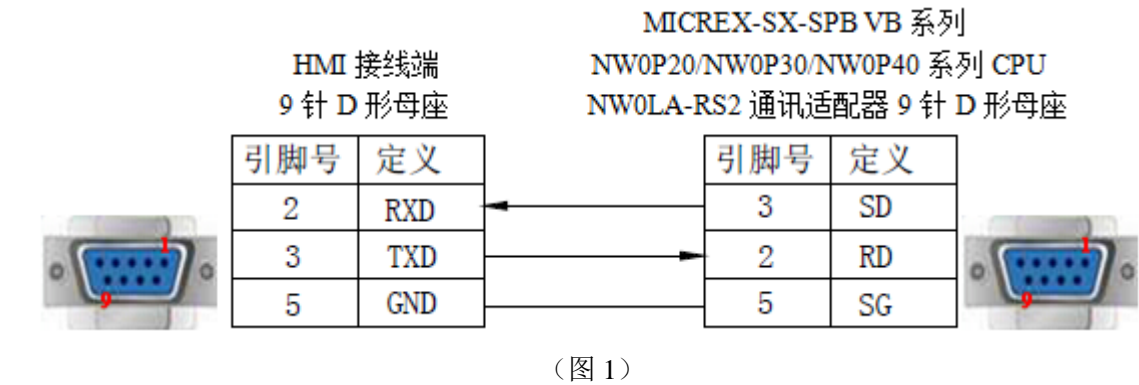 MICREX-SX-SPB VB 系列
HMI 接线端
NW0P20/NW0P30/NW0P40 系列 CPU
9 针 D 形母座
NW0LA-RS2 通讯适配器 9 针 D 形母座
引脚号 定义
2 RXD
3 TXD
5 GND
引脚号 定义
3 SD
2 RD
5 SG
1
9
1
9
（图 1）